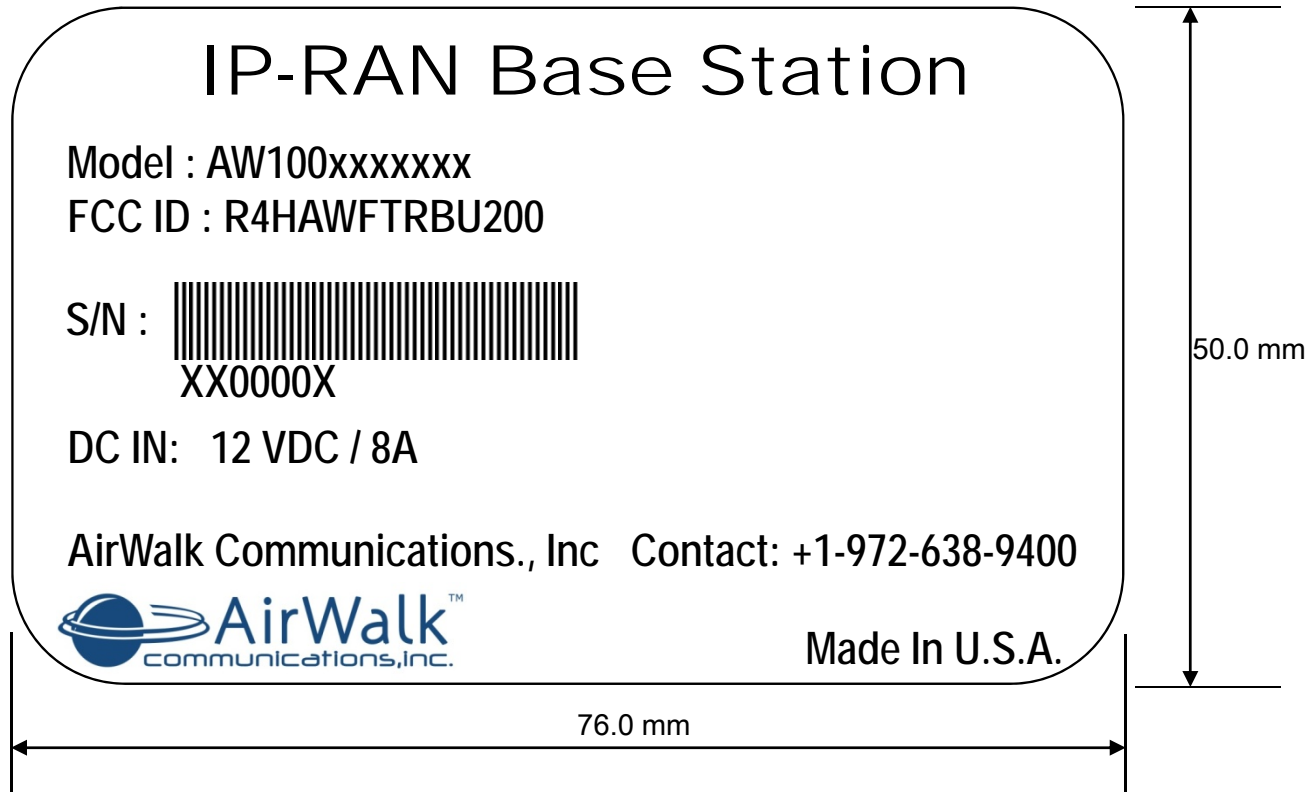 IP-RAN Base Station
Model : AW100xxxxxxx
FCC ID : R4HAWFTRBU200
S/N :
XX0000X
50.0 mm
DC IN: 12 VDC / 8A
AirWalk Communications., Inc Contact: +1-972-638-9400
AirWalk™
communications,inc.
Made In U.S.A.
76.0 mm